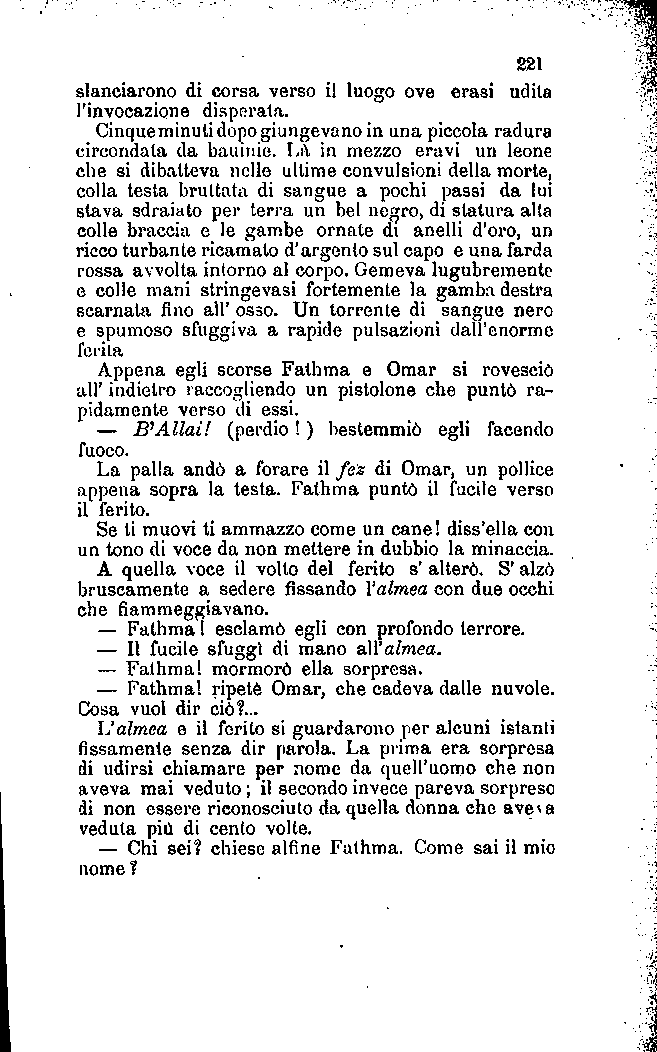 221
slanciarono di corsa verso il luogo ove erasi udita
l'invocazione disperata.
Cinque minuti dopo giungevano in una piccola radura
circondata da bauinie. LA in mezzo eravi un leone
che si dibatteva nelle ultime convulsioni della morte,
colla testa bruttata di sangue a pochi passi da lui
stava sdraiato per terra un bel negro, di statura alta
colle braccia e le gambe ornate di anelli d'oro, un
ricco turbante ricamato d'argento sul capo e una farda
rossa avvolta intorno al corpo. Gemeva lugubremente
e colle mani stringevasi fortemente la gamba destra
scarnata fino all' osso. Un torrente di sangue nero
e spumoso sfuggiva a rapide pulsazioni dall'enorme
ferita
Appena egli scorse Fathma e Omar si rovesciò
all' indietro raccogliendo un pistolone che puntò ra-
pidamente verso di essi.
— B'Allai! (perdio !) bestemmiò egli facendo
fuoco.
La palla andò a forare il fez di Omar, un pollice
appena sopra la testa. Fathma puntò il fucile verso
il ferito.
Se ti muovi ti ammazzo come un cane! diss'ella con
un tono di voce da non mettere in dubbio la minaccia.
A quella voce il volto del ferito s' alterò. S' alzò
bruscamente a sedere fissando l'almea con due occhi
che fiammeggiavano.
— Fathma! esclamò egli con profondo terrore.
— Il fucile sfuggì di mano all'almea.
— Fathma! mormorò ella sorpresa.
— Fathma! ripetè Omar, che cadeva dalle nuvole.
Cosa vuol dir ciò?...
L'almea e il ferito si guardarono per alcuni istanti
fissamente senza dir parola. La prima era sorpresa
di udirsi chiamare per nome da quell'uomo che non
aveva mai veduto ; il secondo invece pareva sorpreso
di non essere riconosciuto da quella donna che aveva
veduta più di cento volte.
— Chi sei? chiese alfine Fathma. Come sai il mio
nome ?